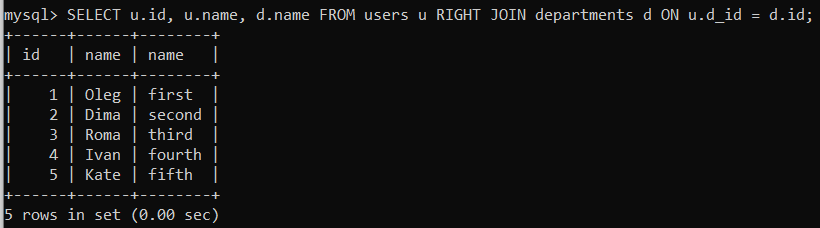 mysql> SELECT u.id, u.name, d.name FROM users u RIGHT JOIN departments d ON u.d_id = d.id;
+------+------+--------+
| id   | name | name   |
+------+------+--------+
|    1 | Oleg | first  |
|    2 | Dima | second |
|    3 | Roma | third  |
|    4 | Ivan | fourth |
|    5 | Kate | fifth  |
+------+------+--------+
5 rows in set (0.00 sec)